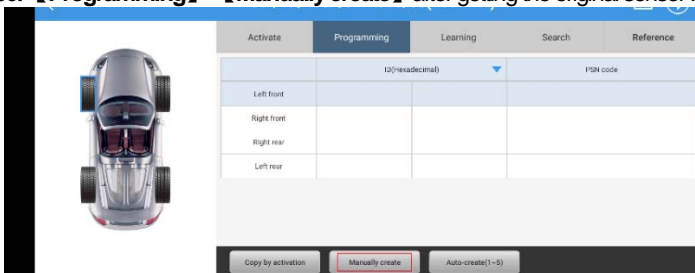 【Programming】
【Manually create】 after getting the original sensor
Activate Programming Learning Search Reference
ID(Hexadecimal) PSN code
Left front
Right front
Right rear
Left rear
Copy by activation Manually create Auto-create(1~5)